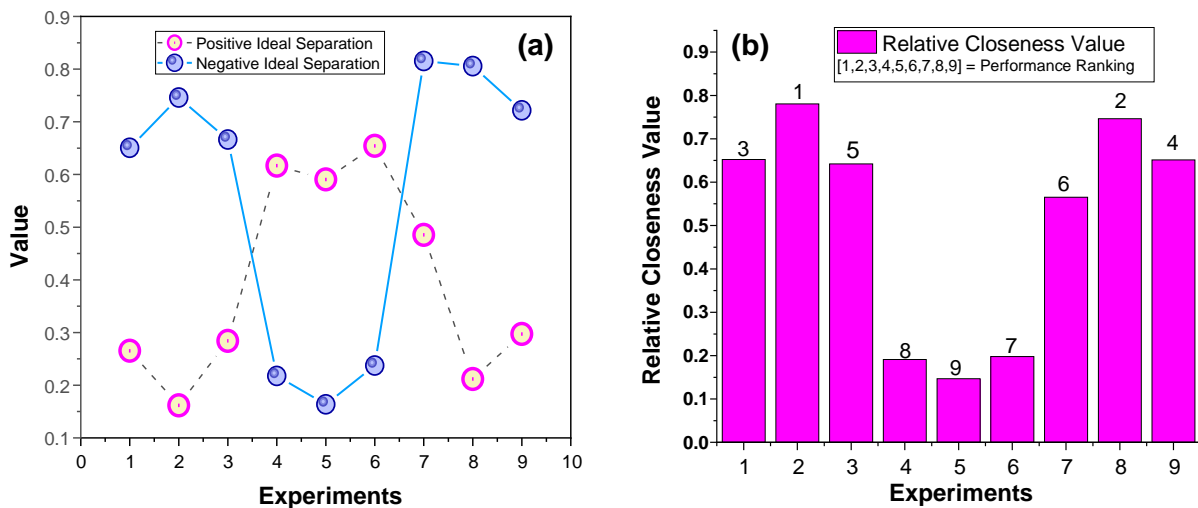 (a)
Positive Ideal Separation
Negative Ideal Separation
Value
0.9
0.8
0.7
0.6
0.5
0.4
0.3
0.2
0.1
0 1 2 3 4 5 6 7 8 9 10
Experiments
(b)
Relative Closeness Value
[1,2,3,4,5,6,7,8,9] = Performance Ranking
Relative Closeness Value
0.9
0.8
0.7
0.6
0.5
0.4
0.3
0.2
0.1
0.0
3 1 5 8 9 7 6 2 4
1 2 3 4 5 6 7 8 9
Experiments